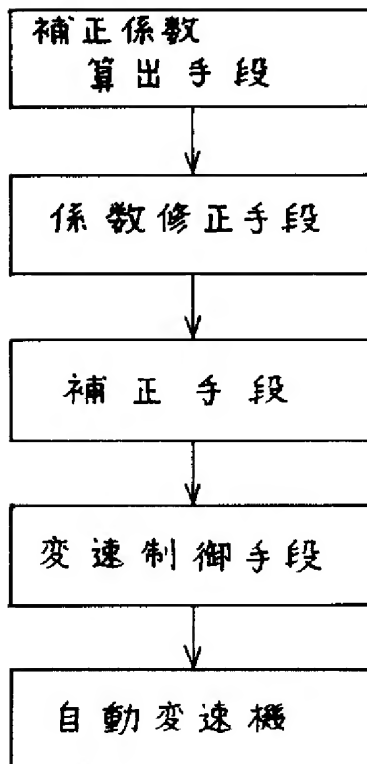 補正係数
算出手段
係数修正手段
補正手段
変速制御手段
自動変速機